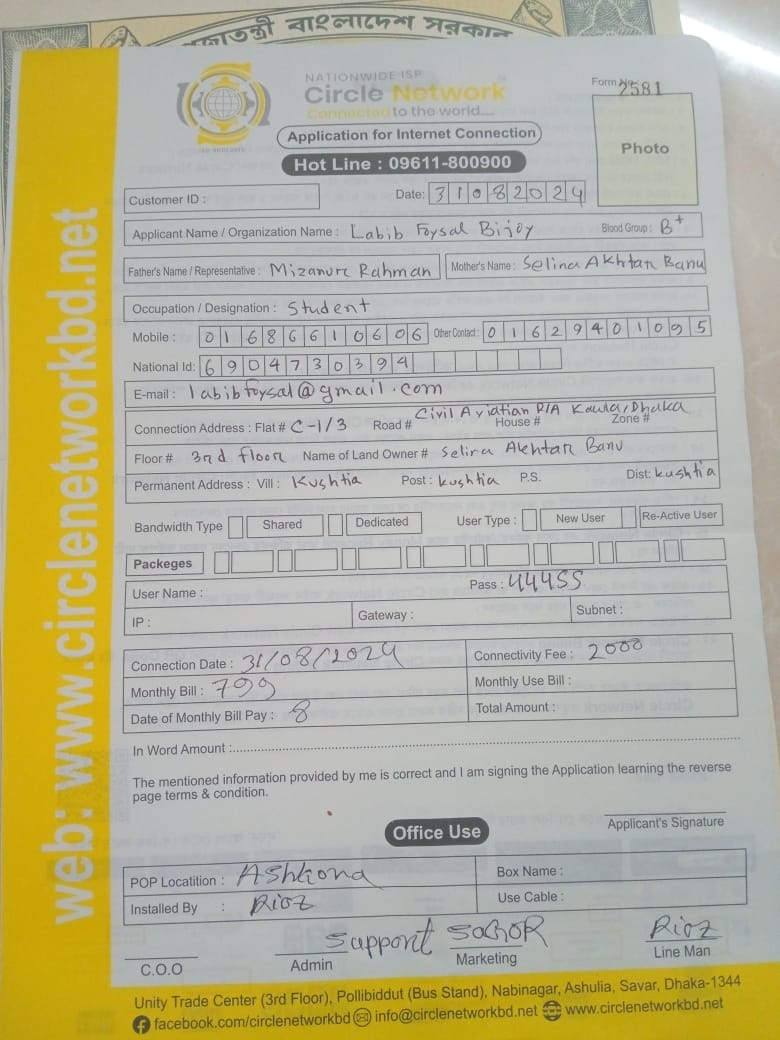 গণপ্রজাতন্ত্রী বাংলাদেশ সরকার
NATIONWIDE ISP
Circle Network
Connected to the world....
Form No. 2581
Application for Internet Connection
Photo
Hot Line : 09611-800900
Customer ID :
Date: 31082024
Applicant Name / Organization Name : Labib Foysal Bijoy Blood Group : B+
Father's Name / Representative : Mizanur Rahman Mother's Name : Selina Akhtar Banu
Occupation / Designation : Student
Mobile : 01686610606 Other Contact : 01629401095
National Id: 6904730394
E-mail : labibfoysal@gmail.com
Connection Address : Flat # C-1/3 Road # Civil Aviatian R/A Kawla, Dhaka House # Zone #
Floor # 3rd floor Name of Land Owner # Selina Akhtar Banu
Permanent Address : Vill : Kushtia Post : kushtia P.S. Dist: kushtia
Bandwidth Type Shared Dedicated User Type : New User Re-Active User
Packeges
User Name : Pass : 44455
IP : Gateway : Subnet :
Connection Date : 31/08/2024 Connectivity Fee : 2000
Monthly Bill : 799 Monthly Use Bill :
Date of Monthly Bill Pay : 8 Total Amount :
In Word Amount :
The mentioned information provided by me is correct and I am signing the Application learning the reverse
page terms & condition.
Applicant's Signature
Office Use
POP Locatition : Ashkona Box Name :
Installed By : Rioz Use Cable :
Support SAGOR Rioz
C.O.O Admin Marketing Line Man
Unity Trade Center (3rd Floor), Pollibiddut (Bus Stand), Nabinagar, Ashulia, Savar, Dhaka-1344
facebook.com/circlenetworkbd info@circlenetworkbd.net www.circlenetworkbd.net
web: www.circlenetworkbd.net